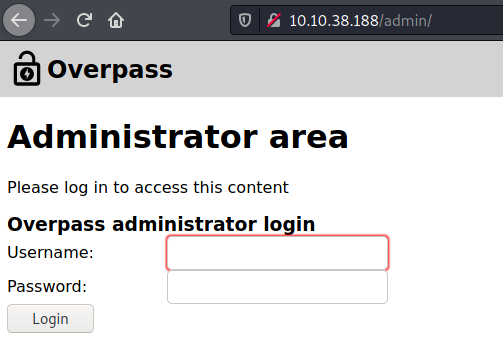 10.10.38.188/admin/
Overpass
Administrator area
Please log in to access this content
Overpass administrator login
Username:
Password:
Login